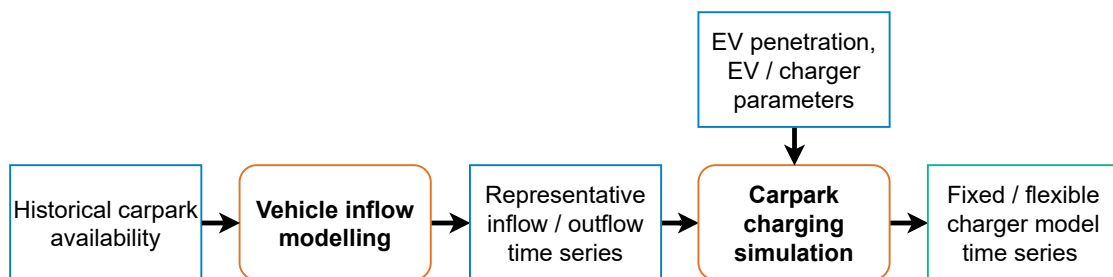 EV penetration,
EV / charger
parameters
Historical carpark
availability
Vehicle inflow
modelling
Representative
inflow / outflow
time series
Carpark
charging
simulation
Fixed / flexible
charger model
time series